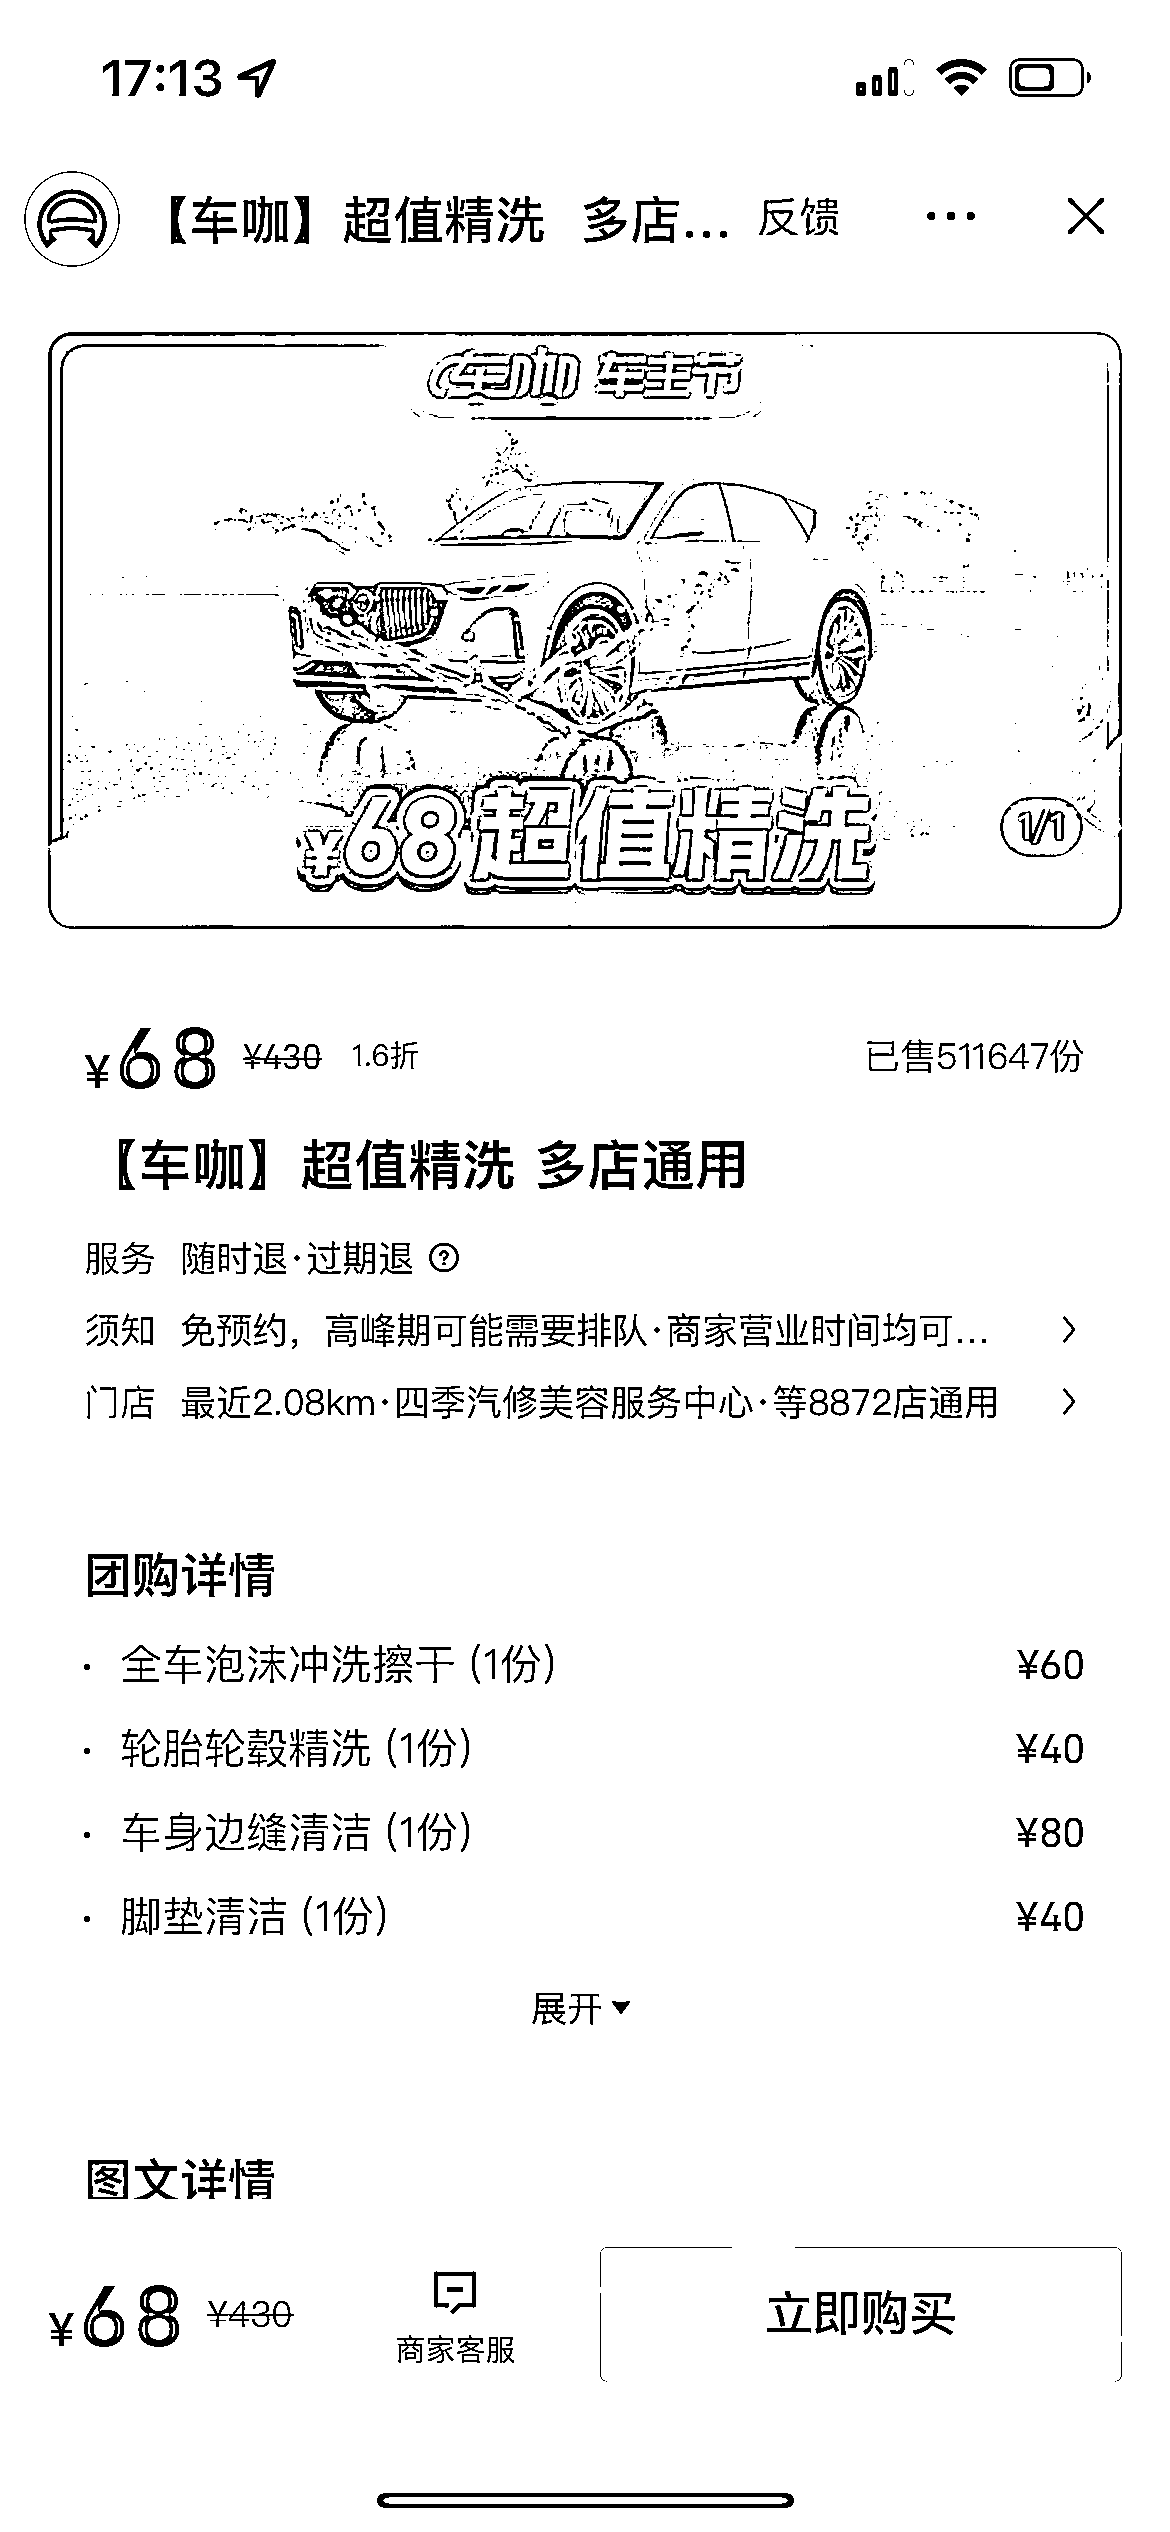 17:13
【车咖】超值精洗 多店... 反馈
车咖 车主节
¥68超值精洗
1/1
¥68 ¥430 1.6折 已售511647份
【车咖】超值精洗 多店通用
服务 随时退·过期退
须知 免预约，高峰期可能需要排队·商家营业时间均可...
门店 最近2.08km·四季汽修美容服务中心·等8872店通用
团购详情
· 全车泡沫冲洗擦干 (1份) ¥60
· 轮胎轮毂精洗 (1份) ¥40
· 车身边缝清洁 (1份) ¥80
· 脚垫清洁 (1份) ¥40
展开
图文详情
¥68 ¥430 商家客服 立即购买